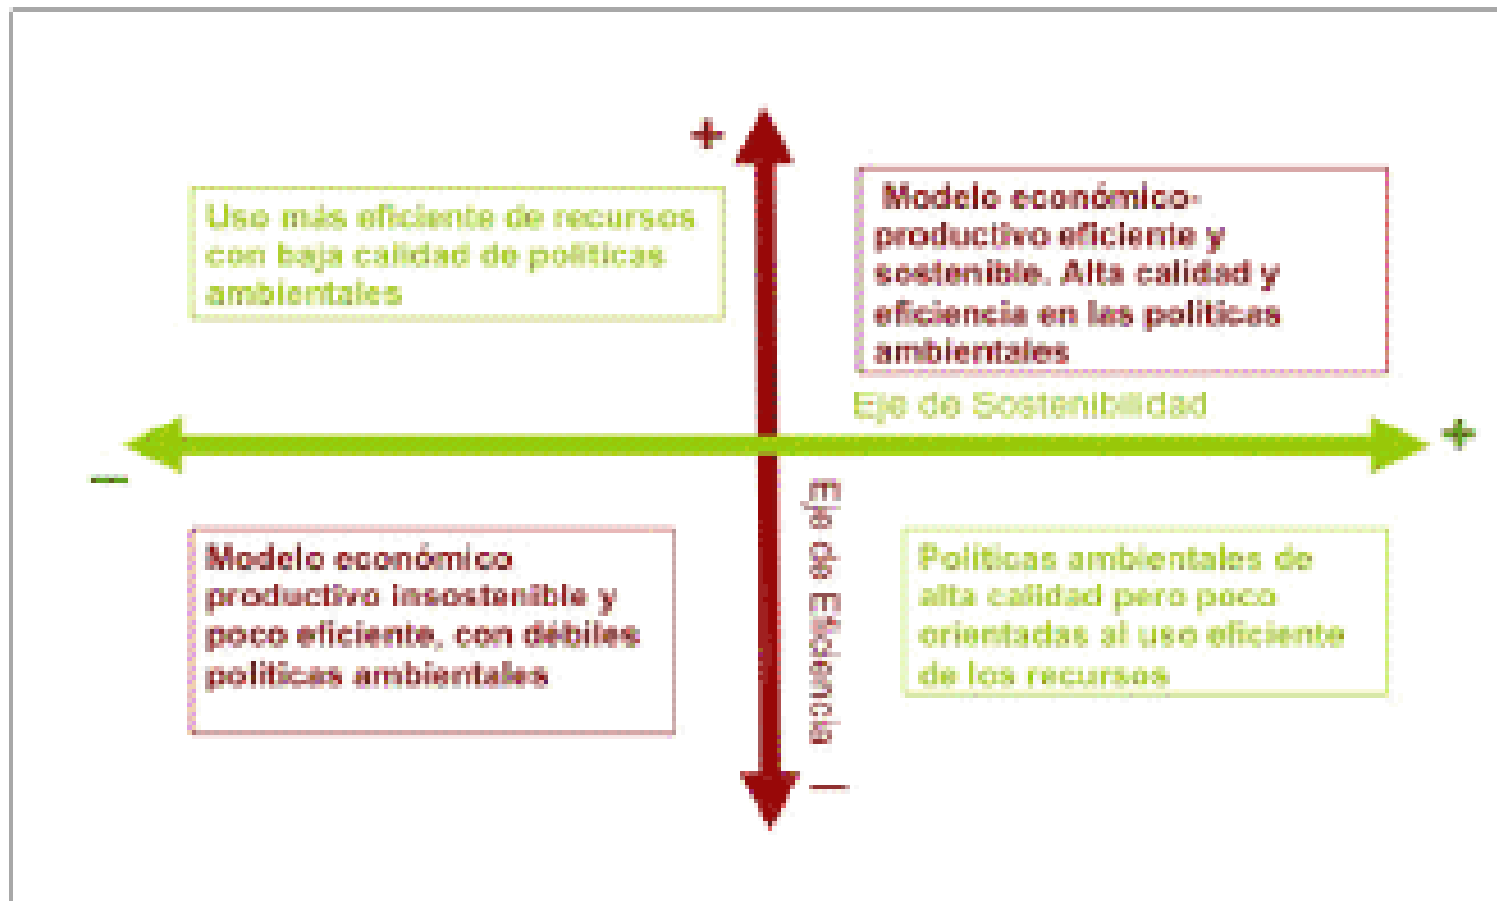 +
Uso más eficiente de recursos
con baja calidad de políticas
ambientales
Modelo económico-
productivo eficiente y
sostenible. Alta calidad y
eficiencia en las políticas
ambientales
Eje de Sostenibilidad
+
—
Eje de Eficiencia
—
Modelo económico
productivo insostenible y
poco eficiente, con débiles
políticas ambientales
Políticas ambientales de
alta calidad pero poco
orientadas al uso eficiente
de los recursos